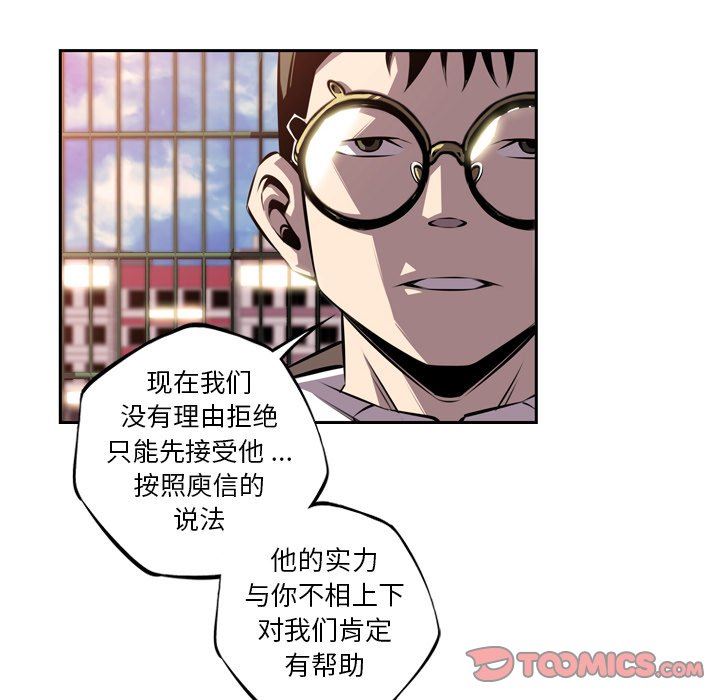 现在我们
没有理由拒绝
只能先接受他...
按照庾信的
说法
他的实力
与你不相上下
对我们肯定
有帮助
TOOMICS.COM